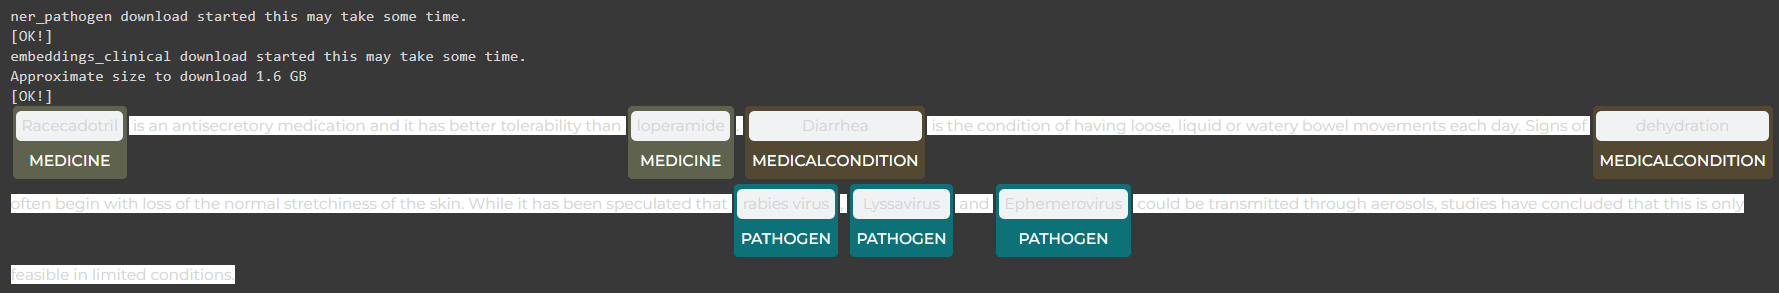 ner_pathogen download started this may take some time.
[OK!]
embeddings_clinical download started this may take some time.
Approximate size to download 1.6 GB
[OK!]
Racecadotril is an antisecretory medication and it has better tolerability than loperamide . Diarrhea is the condition of having loose, liquid or watery bowel movements each day. Signs of dehydration
MEDICINE MEDICINE MEDICALCONDITION MEDICALCONDITION
often begin with loss of the normal stretchiness of the skin. While it has been speculated that rabies virus , Lyssavirus and Ephemerovirus could be transmitted through aerosols, studies have concluded that this is only
PATHOGEN PATHOGEN PATHOGEN
feasible in limited conditions.